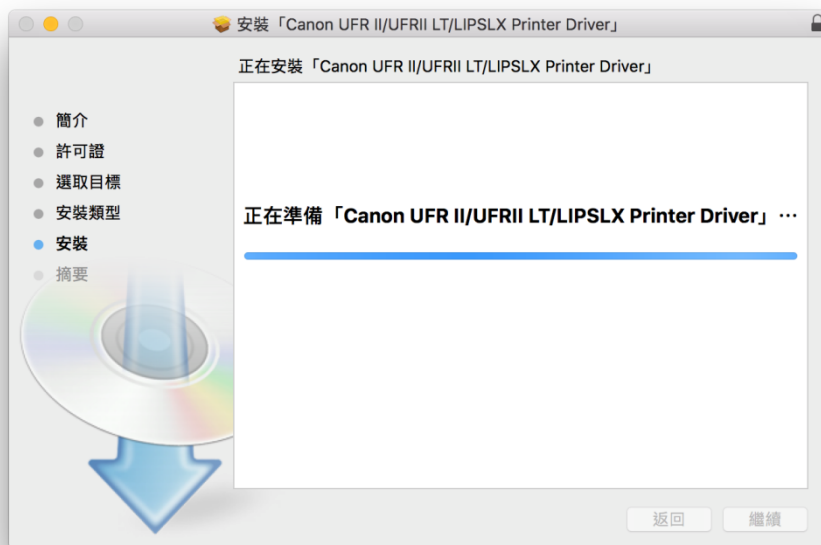 安裝「Canon UFR II/UFRII LT/LIPSLX Printer Driver」
正在安裝「Canon UFR II/UFRII LT/LIPSLX Printer Driver」
簡介
許可證
選取目標
安裝類型
安裝
摘要
正在準備「Canon UFR II/UFRII LT/LIPSLX Printer Driver」⋯
返回
繼續